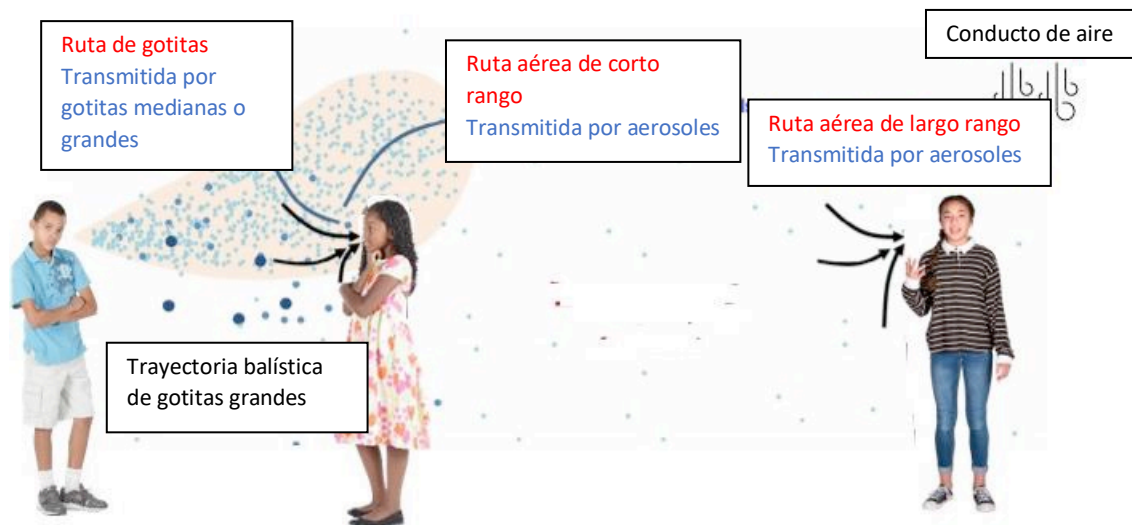 Ruta de gotitas
Transmitida por
gotitas medianas o
grandes
Ruta aérea de corto
rango
Transmitida por aerosoles
Conducto de aire
Ruta aérea de largo rango
Transmitida por aerosoles
Trayectoria balística
de gotitas grandes